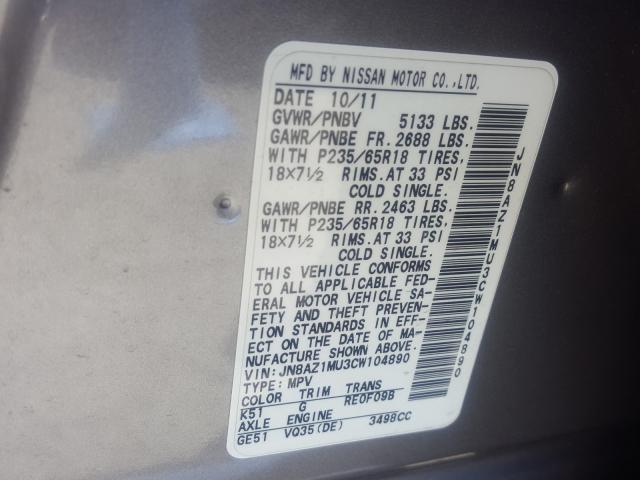 MFD BY NISSAN MOTOR CO.,LTD.
DATE 10/11
GVWR/PNBV 5133 LBS.
GAWR/PNBE FR. 2688 LBS.
WITH P235/65R18 TIRES,
18×7½ RIMS. AT 33 PSI
COLD SINGLE.
GAWR/PNBE RR. 2463 LBS.
WITH P235/65R18 TIRES,
18×7½ RIMS. AT 33 PSI
COLD SINGLE.
THIS VEHICLE CONFORMS
TO ALL APPLICABLE FED-
ERAL MOTOR VEHICLE SA-
FETY AND THEFT PREVEN-
TION STANDARDS IN EFF-
ECT ON THE DATE OF MA-
NUFACTURE SHOWN ABOVE.
VIN: JN8AZ1MU3CW104890
TYPE: MPV
COLOR TRIM TRANS
K51 G RE0F09B
AXLE ENGINE
GE51 VQ35(DE) 3498CC
JN8AZ1MU3CW104890